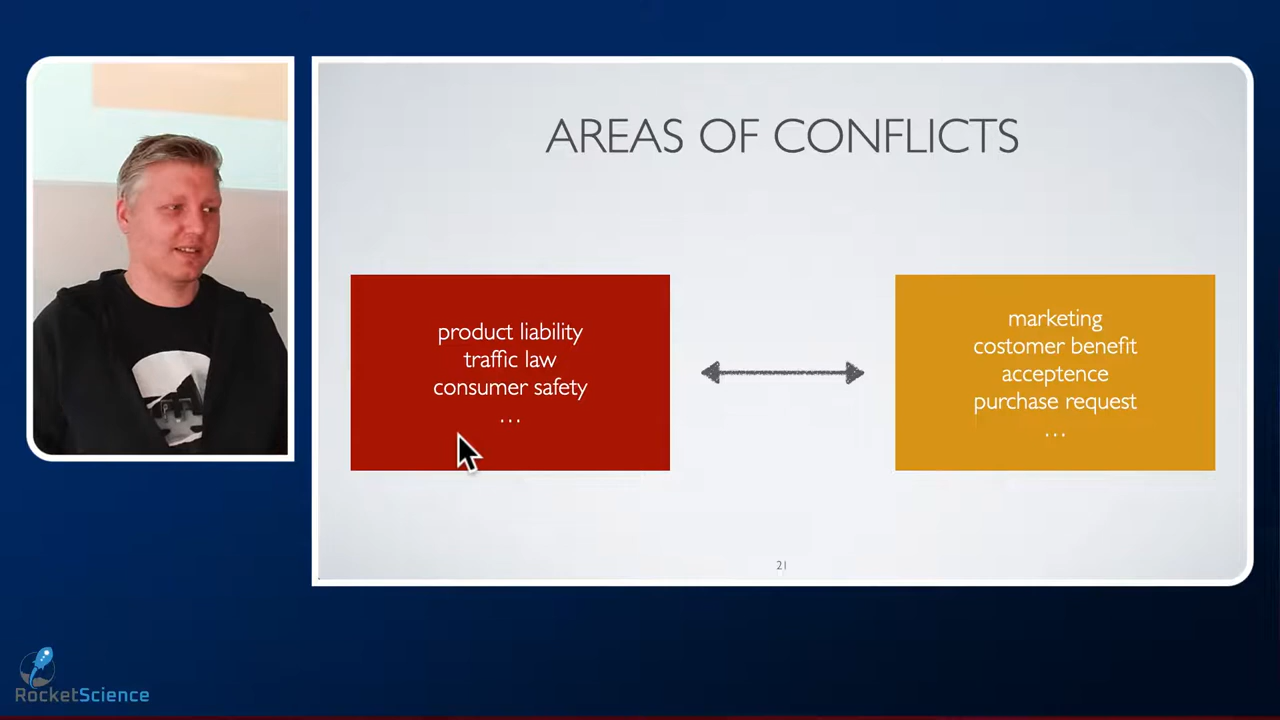 AREAS OF CONFLICTS
product liability
traffic law
consumer safety
...
marketing
costomer benefit
acceptence
purchase request
...
21
RocketScience